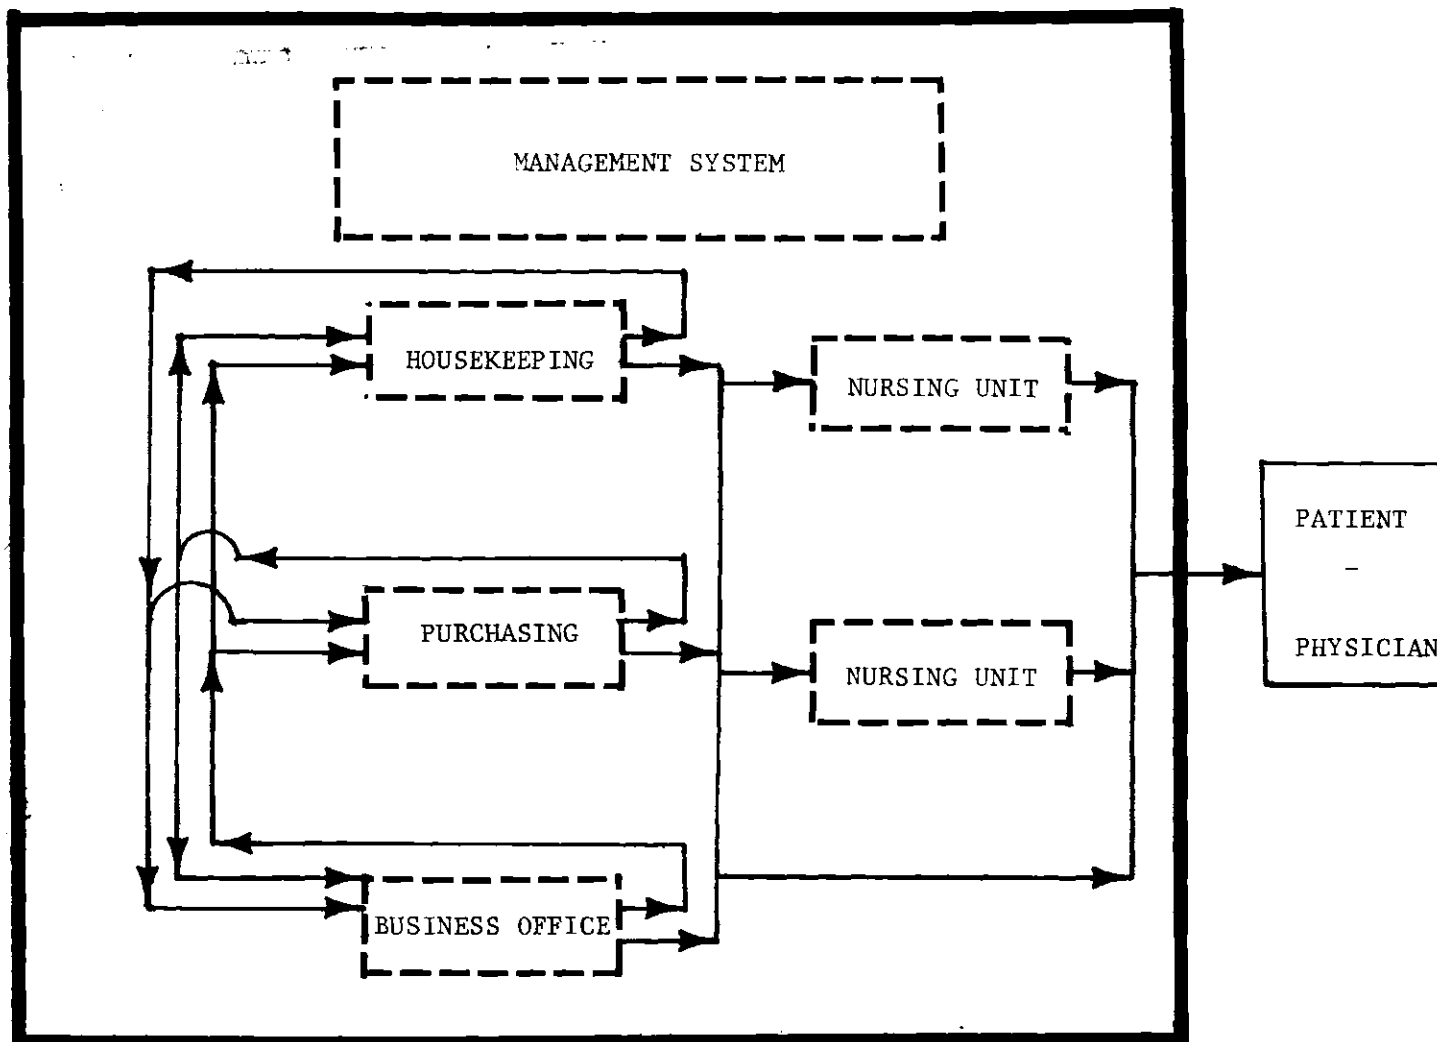 MANAGEMENT SYSTEM
HOUSEKEEPING
NURSING UNIT
PATIENT
–
PHYSICIAN
PURCHASING
NURSING UNIT
BUSINESS OFFICE